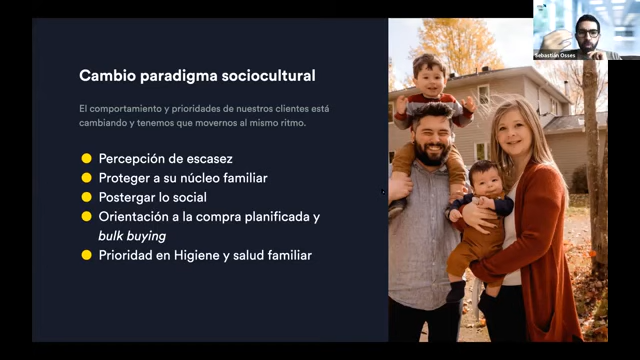 Cambio paradigma sociocultural
El comportamiento y prioridades de nuestros clientes está
cambiando y tenemos que movernos al mismo ritmo.
Percepción de escasez
Proteger a su núcleo familiar
Postergar lo social
Orientación a la compra planificada y
bulk buying
Prioridad en Higiene y salud familiar
Sebastián Osses